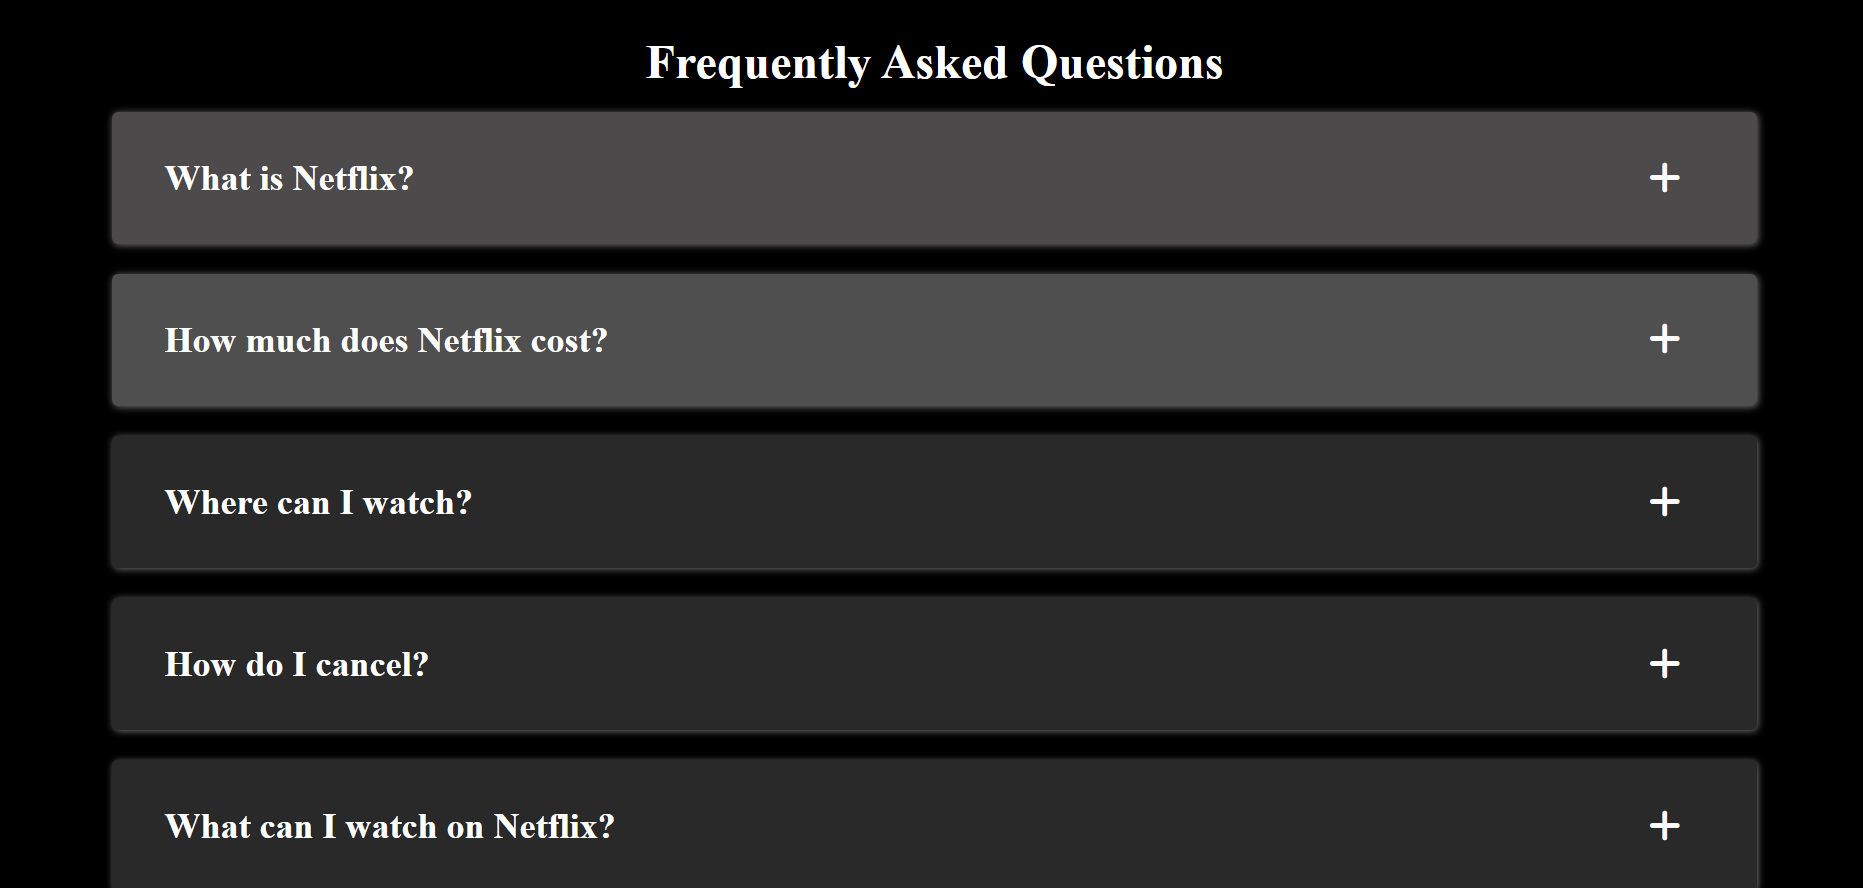 Frequently Asked Questions
What is Netflix?
How much does Netflix cost?
Where can I watch?
How do I cancel?
What can I watch on Netflix?